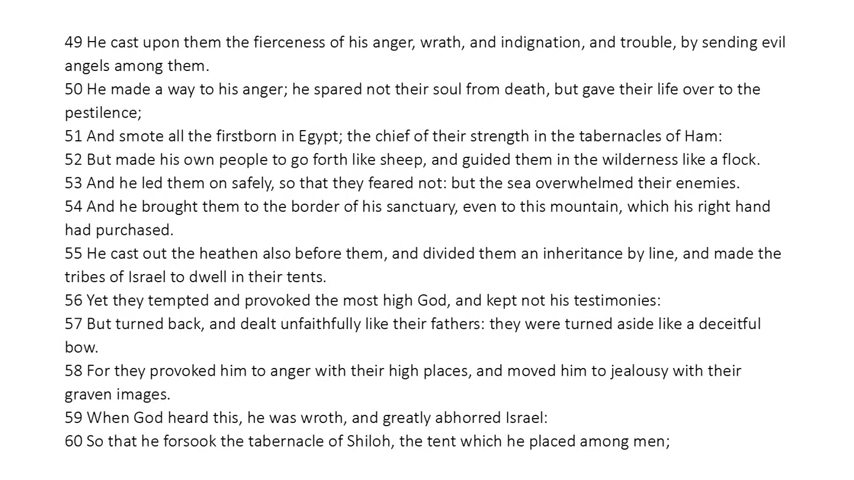 49 He cast upon them the fierceness of his anger, wrath, and indignation, and trouble, by sending evil
angels among them.
50 He made a way to his anger; he spared not their soul from death, but gave their life over to the
pestilence;
51 And smote all the firstborn in Egypt; the chief of their strength in the tabernacles of Ham:
52 But made his own people to go forth like sheep, and guided them in the wilderness like a flock.
53 And he led them on safely, so that they feared not: but the sea overwhelmed their enemies.
54 And he brought them to the border of his sanctuary, even to this mountain, which his right hand
had purchased.
55 He cast out the heathen also before them, and divided them an inheritance by line, and made the
tribes of Israel to dwell in their tents.
56 Yet they tempted and provoked the most high God, and kept not his testimonies:
57 But turned back, and dealt unfaithfully like their fathers: they were turned aside like a deceitful
bow.
58 For they provoked him to anger with their high places, and moved him to jealousy with their
graven images.
59 When God heard this, he was wroth, and greatly abhorred Israel:
60 So that he forsook the tabernacle of Shiloh, the tent which he placed among men;